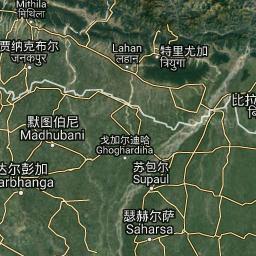 Mithila
मिथिला
贾纳克布尔
जनकपुर
Lahan
लहान
特里尤加
त्रियुगा
比拉
默图伯尼
Madhubani
戈加尔迪哈
Ghoghardiha
达尔彭加
arbhanga
苏包尔
Supaul
瑟赫尔萨
Saharsa